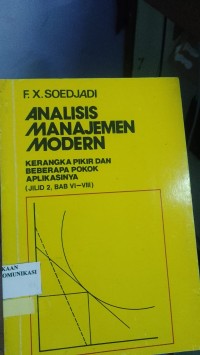 F.X. SOEDJADI
ANALISIS
MANAJEMEN
MODERN
KERANGKA PIKIR DAN
BEBERAPA POKOK
APLIKASINYA
(JILID 2, BAB VI–VIII)
KAAN
OMUNIKASI